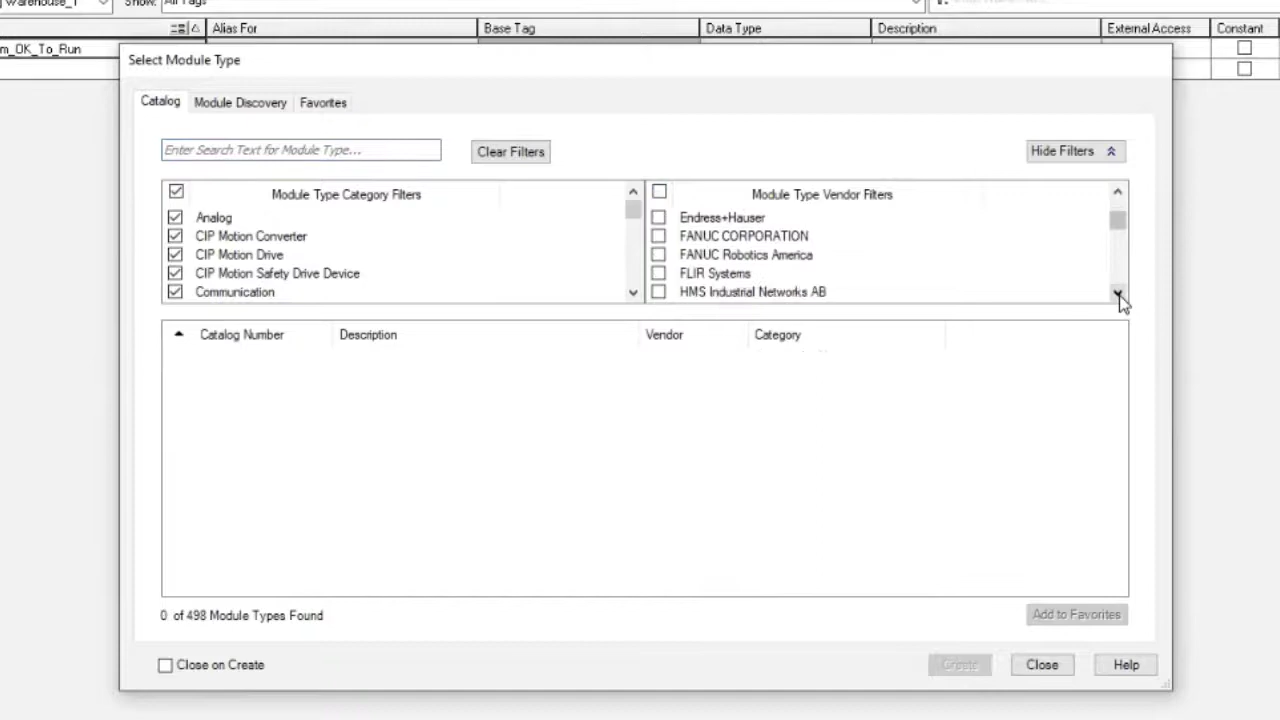 Warehouse_1 Show: All Tags
Alias For Base Tag Data Type Description External Access Constant
m_OK_To_Run
Select Module Type
Catalog Module Discovery Favorites
Enter Search Text for Module Type... Clear Filters Hide Filters
Module Type Category Filters Module Type Vendor Filters
Analog Endress+Hauser
CIP Motion Converter FANUC CORPORATION
CIP Motion Drive FANUC Robotics America
CIP Motion Safety Drive Device FLIR Systems
Communication HMS Industrial Networks AB
Catalog Number Description Vendor Category
0 of 498 Module Types Found Add to Favorites
Close on Create Create Close Help